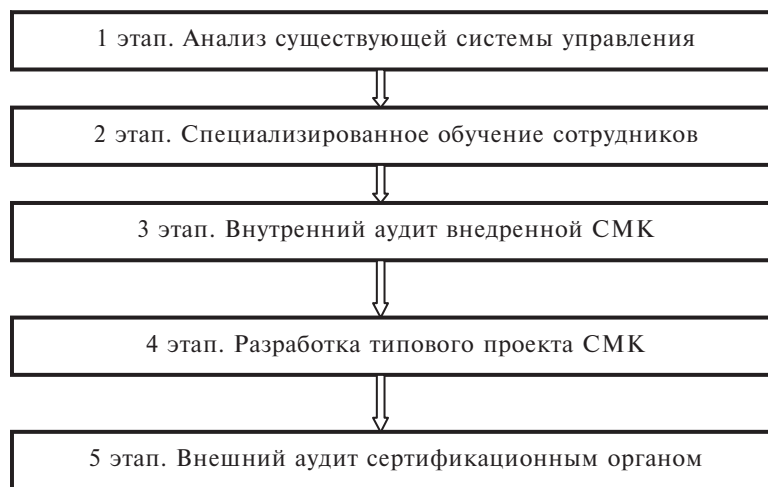 1 этап. Анализ существующей системы управления
2 этап. Специализированное обучение сотрудников
3 этап. Внутренний аудит внедренной СМК
4 этап. Разработка типового проекта СМК
5 этап. Внешний аудит сертификационным органом